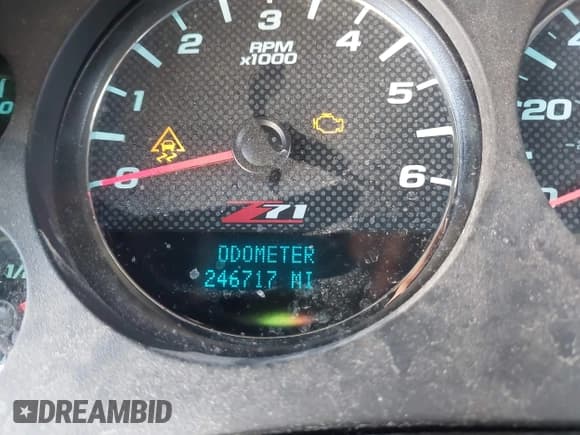 3
2
4
RPM
x1000
1
5
20
0
6
Z71
ODOMETER
246717 MI
DREAMBID